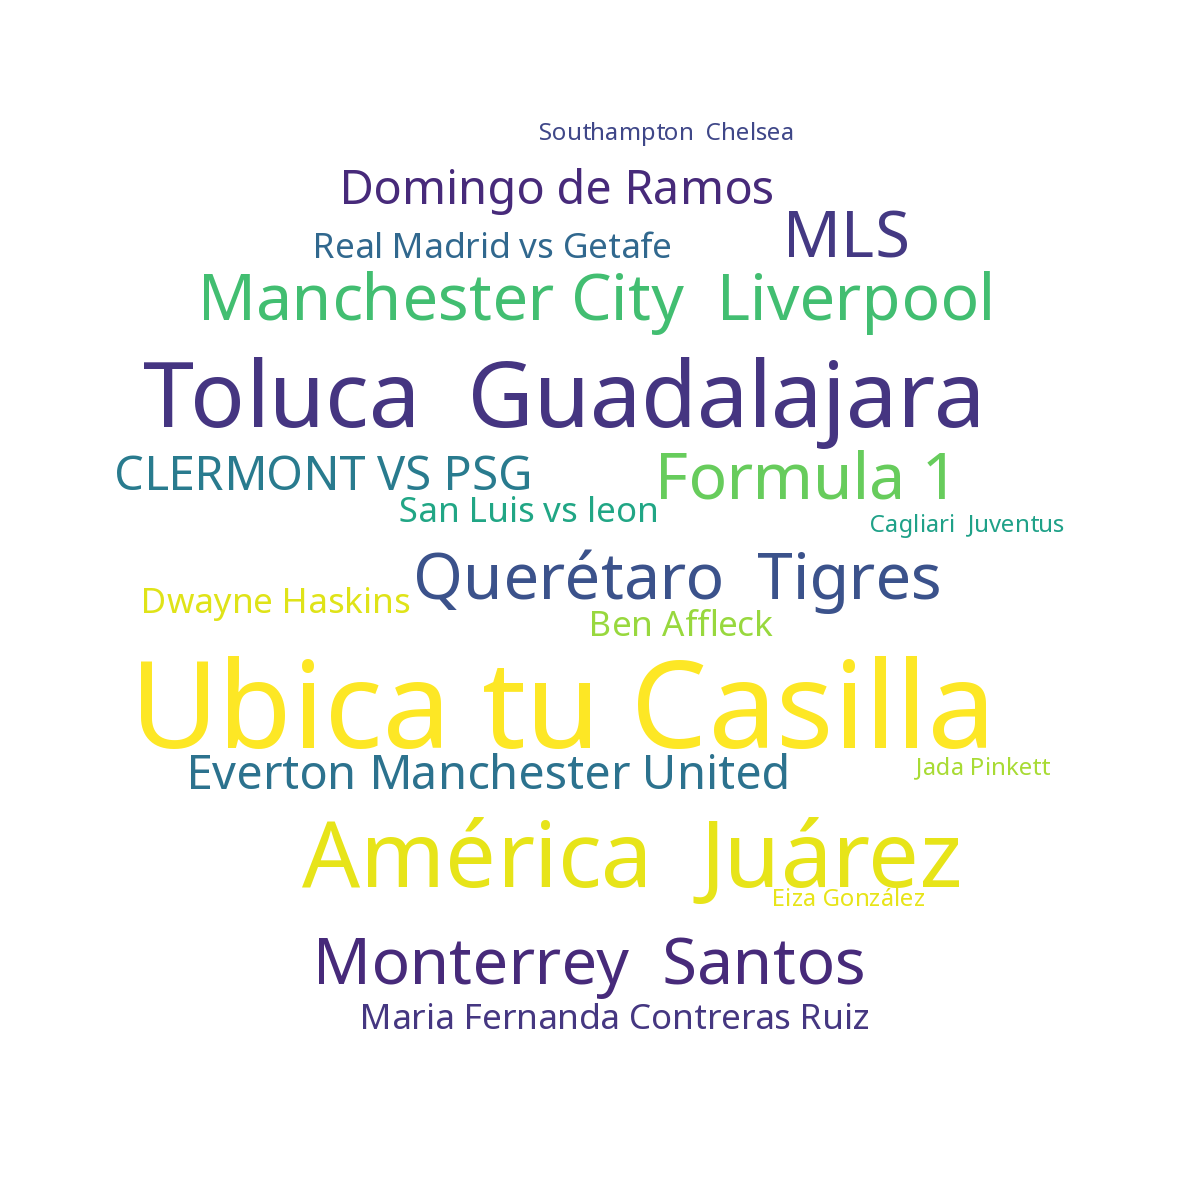 Southampton  Chelsea
Domingo de Ramos
MLS
Real Madrid vs Getafe
Manchester City  Liverpool
Toluca  Guadalajara
CLERMONT VS PSG
Formula 1
San Luis vs leon
Cagliari  Juventus
Querétaro  Tigres
Dwayne Haskins
Ben Affleck
Ubica tu Casilla
Everton Manchester United
Jada Pinkett
América  Juárez
Eiza González
Monterrey  Santos
Maria Fernanda Contreras Ruiz